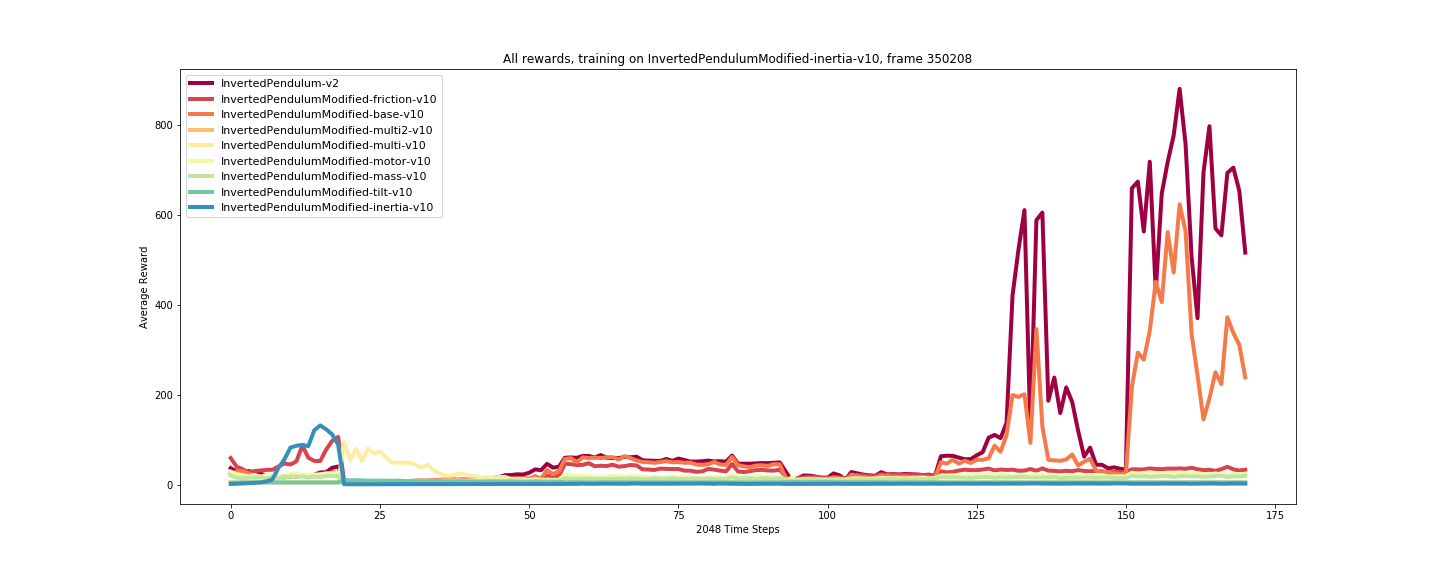 All rewards, training on InvertedPendulumModified-inertia-v10, frame 350208
InvertedPendulum-v2
InvertedPendulumModified-friction-v10
InvertedPendulumModified-base-v10
InvertedPendulumModified-multi2-v10
InvertedPendulumModified-multi-v10
InvertedPendulumModified-motor-v10
InvertedPendulumModified-mass-v10
InvertedPendulumModified-tilt-v10
InvertedPendulumModified-inertia-v10
800
600
400
200
0
Average Reward
0 25 50 75 100 125 150 175
2048 Time Steps